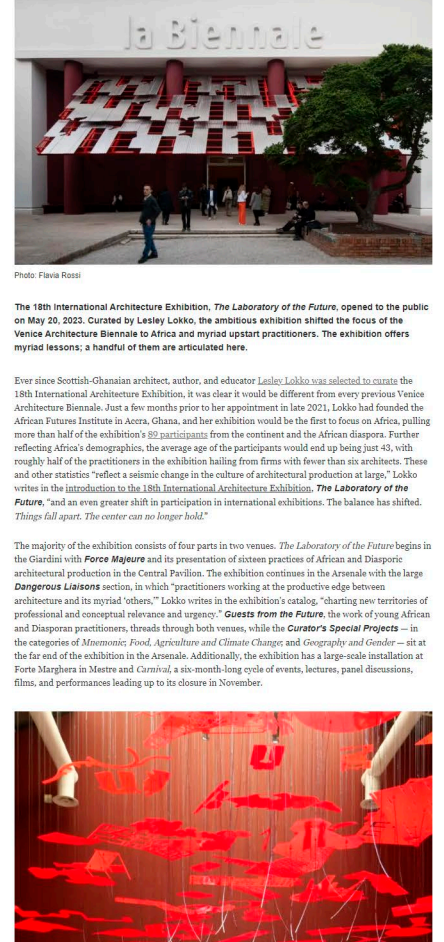 la Biennale
Photo: Flavia Rossi
The 18th International Architecture Exhibition, The Laboratory of the Future, opened to the public
on May 20, 2023. Curated by Lesley Lokko, the ambitious exhibition shifted the focus of the
Venice Architecture Biennale to Africa and myriad upstart practitioners. The exhibition offers
myriad lessons; a handful of them are articulated here.
Ever since Scottish-Ghanaian architect, author, and educator Lesley Lokko was selected to curate the
18th International Architecture Exhibition, it was clear it would be different from every previous Venice
Architecture Biennale. Just a few months prior to her appointment in late 2021, Lokko had founded the
African Futures Institute in Accra, Ghana, and her exhibition would be the first to focus on Africa, pulling
more than half of the exhibition's 89 participants from the continent and the African diaspora. Further
reflecting Africa's demographics, the average age of the participants would end up being just 43, with
roughly half of the practitioners in the exhibition hailing from firms with fewer than six architects. These
and other statistics “reflect a seismic change in the culture of architectural production at large,” Lokko
writes in the introduction to the 18th International Architecture Exhibition, The Laboratory of the
Future, “and an even greater shift in participation in international exhibitions. The balance has shifted.
Things fall apart. The center can no longer hold.”
The majority of the exhibition consists of four parts in two venues. The Laboratory of the Future begins in
the Giardini with Force Majeure and its presentation of sixteen practices of African and Diasporic
architectural production in the Central Pavilion. The exhibition continues in the Arsenale with the large
Dangerous Liaisons section, in which “practitioners working at the productive edge between
architecture and its myriad ‘others,’” Lokko writes in the exhibition's catalog, “charting new territories of
professional and conceptual relevance and urgency.” Guests from the Future, the work of young African
and Diasporan practitioners, threads through both venues, while the Curator's Special Projects — in
the categories of Mnemonic; Food, Agriculture and Climate Change; and Geography and Gender — sit at
the far end of the exhibition in the Arsenale. Additionally, the exhibition has a large-scale installation at
Forte Marghera in Mestre and Carnival, a six-month-long cycle of events, lectures, panel discussions,
films, and performances leading up to its closure in November.